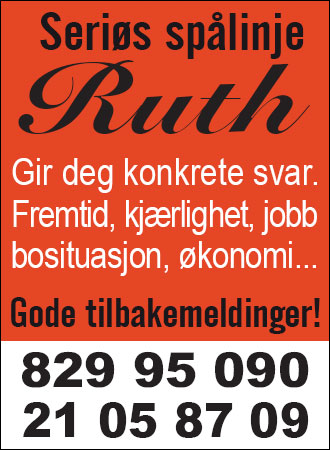 Seriøs spålinje
Ruth
Gir deg konkrete svar.
Fremtid, kjærlighet, jobb
bosituasjon, økonomi...
Gode tilbakemeldinger!
829 95 090
21 05 87 09